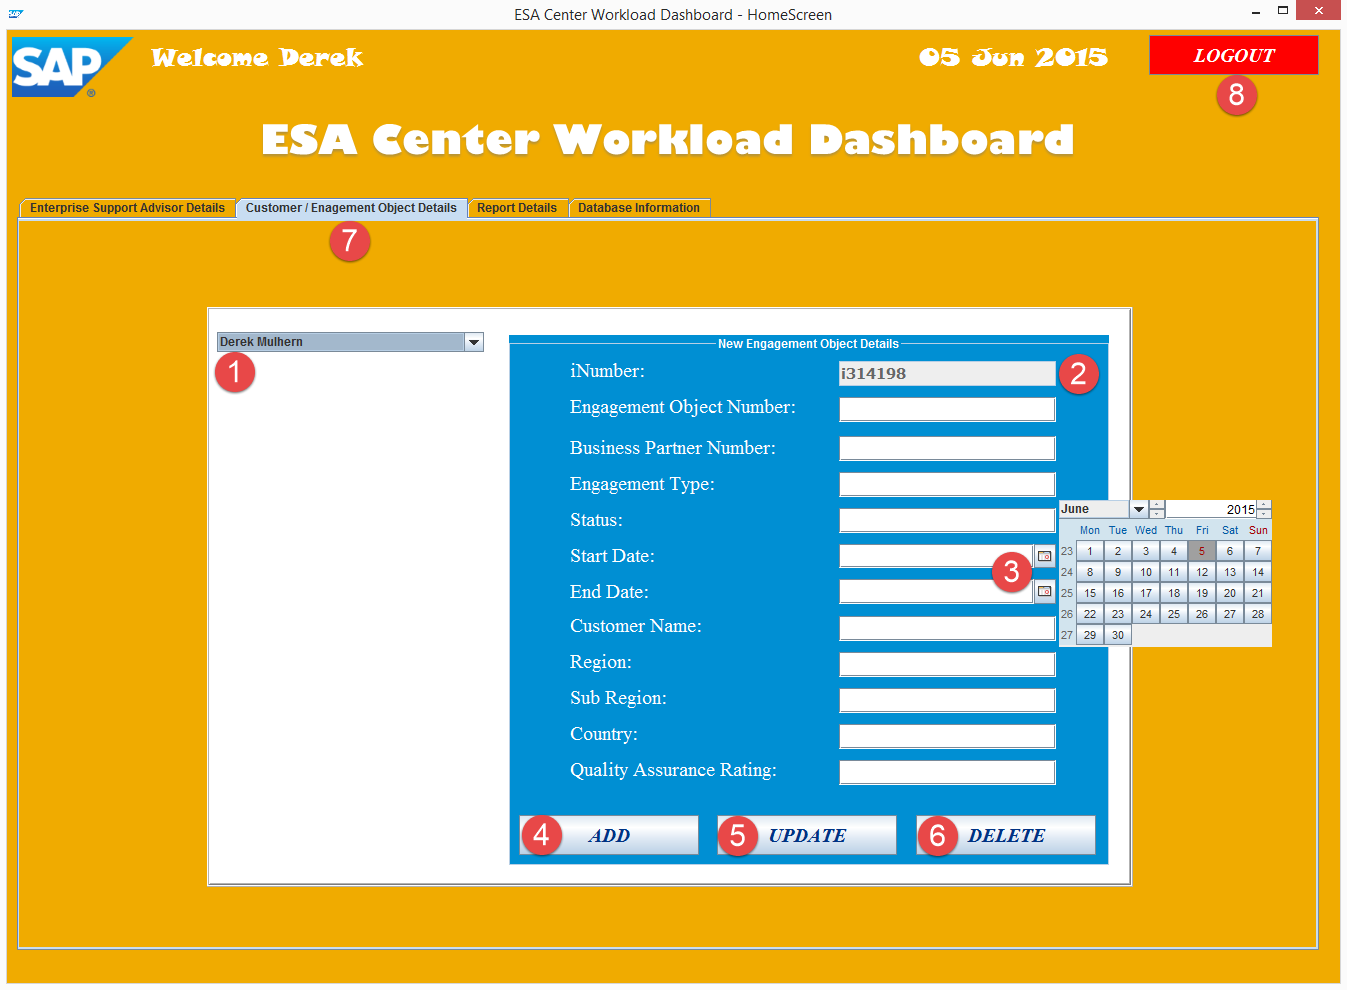 SAP
ESA Center Workload Dashboard - HomeScreen
SAP ®
Welcome Derek
05 Jun 2015
LOGOUT
8
ESA Center Workload Dashboard
Enterprise Support Advisor Details
Customer / Enagement Object Details
Report Details
Database Information
7
Derek Mulhern
1
New Engagement Object Details
iNumber:
i314198
2
Engagement Object Number:
Business Partner Number:
Engagement Type:
Status:
Start Date:
3
End Date:
Customer Name:
Region:
Sub Region:
Country:
Quality Assurance Rating:
June 2015
Mon Tue Wed Thu Fri Sat Sun
23 1 2 3 4 5 6 7
24 8 9 10 11 12 13 14
25 15 16 17 18 19 20 21
26 22 23 24 25 26 27 28
27 29 30
4 ADD
5 UPDATE
6 DELETE